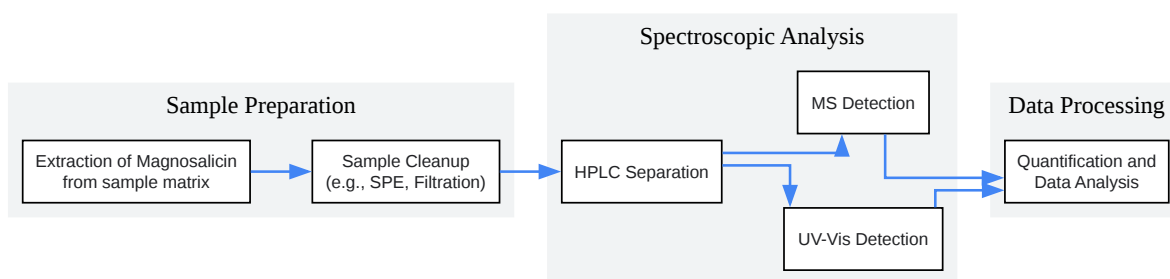 Sample Preparation
Extraction of Magnosalicin
from sample matrix
Sample Cleanup
(e.g., SPE, Filtration)
Spectroscopic Analysis
HPLC Separation
MS Detection
UV-Vis Detection
Data Processing
Quantification and
Data Analysis